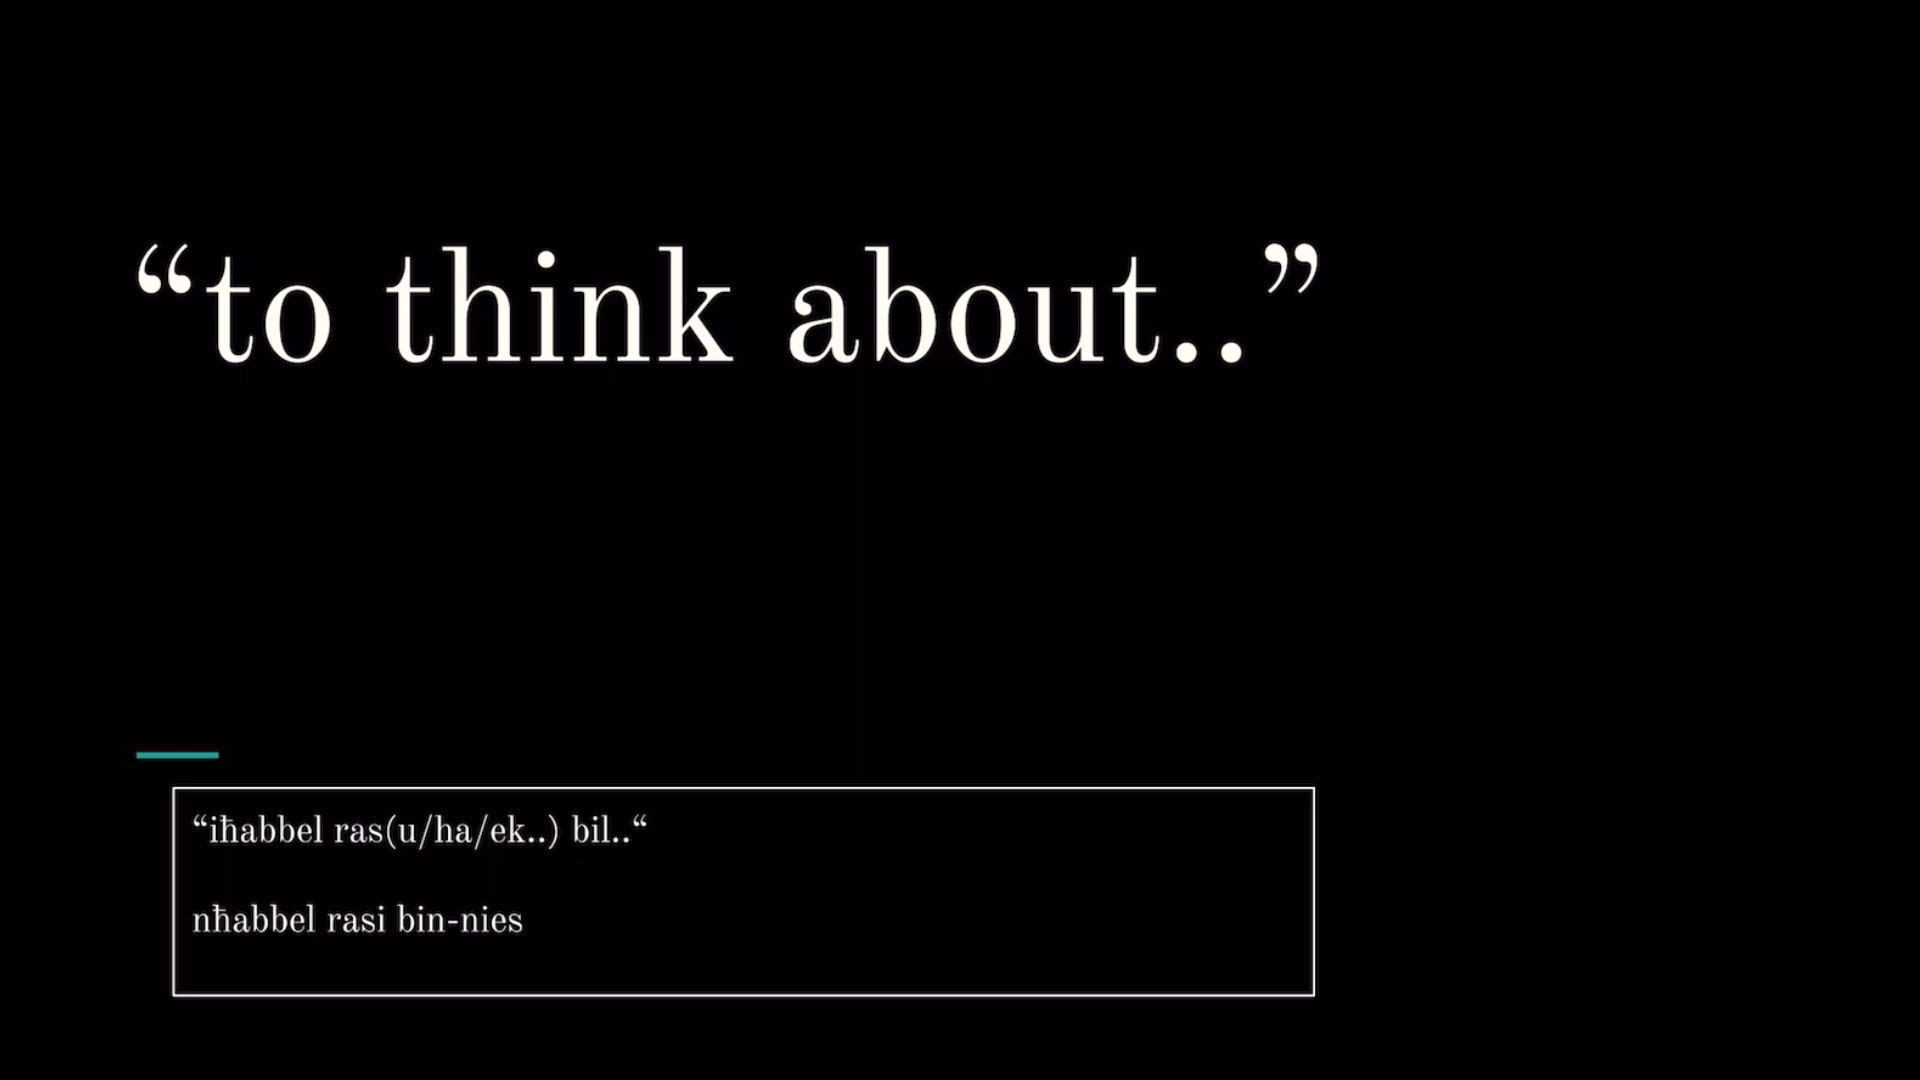 “to think about..”
“iħabbel ras(u/ha/ek..) bil..“
nħabbel rasi bin-nies